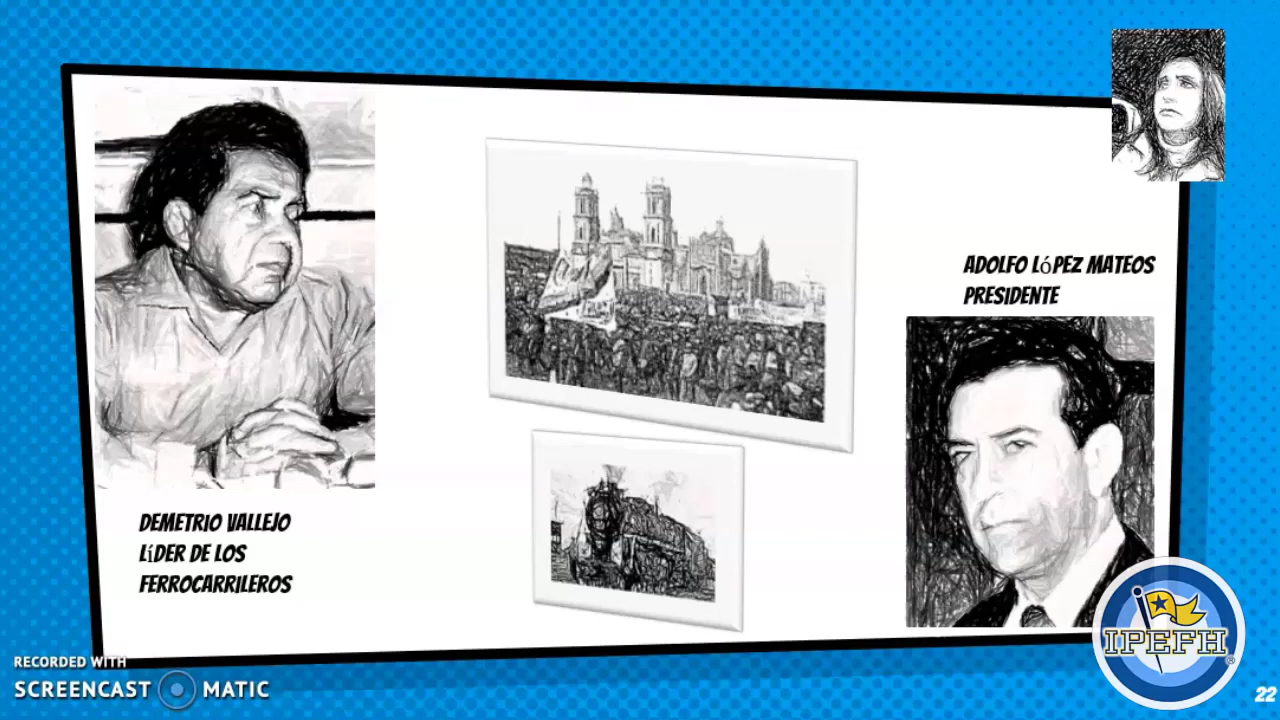 ADOLFO LóPEZ MATEOS
PRESIDENTE
DEMETRIO VALLEJO
LíDER DE LOS
FERROCARRILEROS
IPEFH
®
RECORDED WITH
SCREENCAST MATIC
22